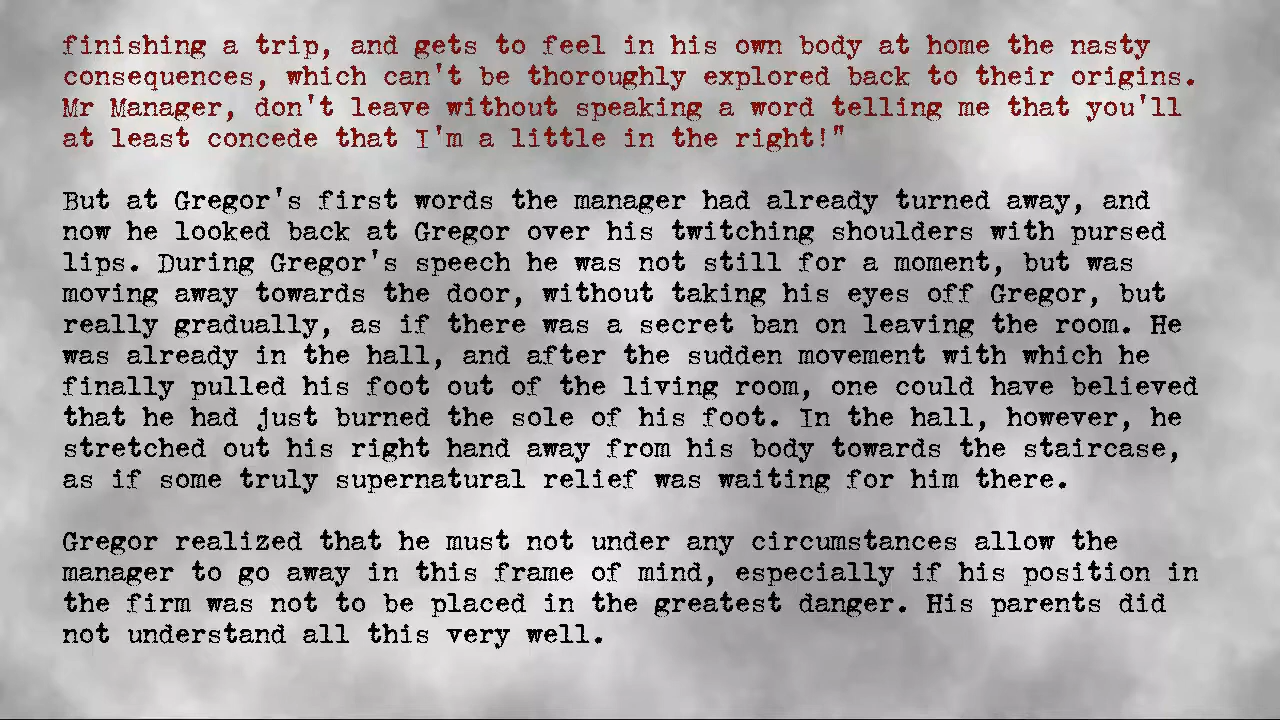 finishing a trip, and gets to feel in his own body at home the nasty
consequences, which can't be thoroughly explored back to their origins.
Mr Manager, don't leave without speaking a word telling me that you'll
at least concede that I'm a little in the right!"
But at Gregor's first words the manager had already turned away, and
now he looked back at Gregor over his twitching shoulders with pursed
lips. During Gregor's speech he was not still for a moment, but was
moving away towards the door, without taking his eyes off Gregor, but
really gradually, as if there was a secret ban on leaving the room. He
was already in the hall, and after the sudden movement with which he
finally pulled his foot out of the living room, one could have believed
that he had just burned the sole of his foot. In the hall, however, he
stretched out his right hand away from his body towards the staircase,
as if some truly supernatural relief was waiting for him there.
Gregor realized that he must not under any circumstances allow the
manager to go away in this frame of mind, especially if his position in
the firm was not to be placed in the greatest danger. His parents did
not understand all this very well.